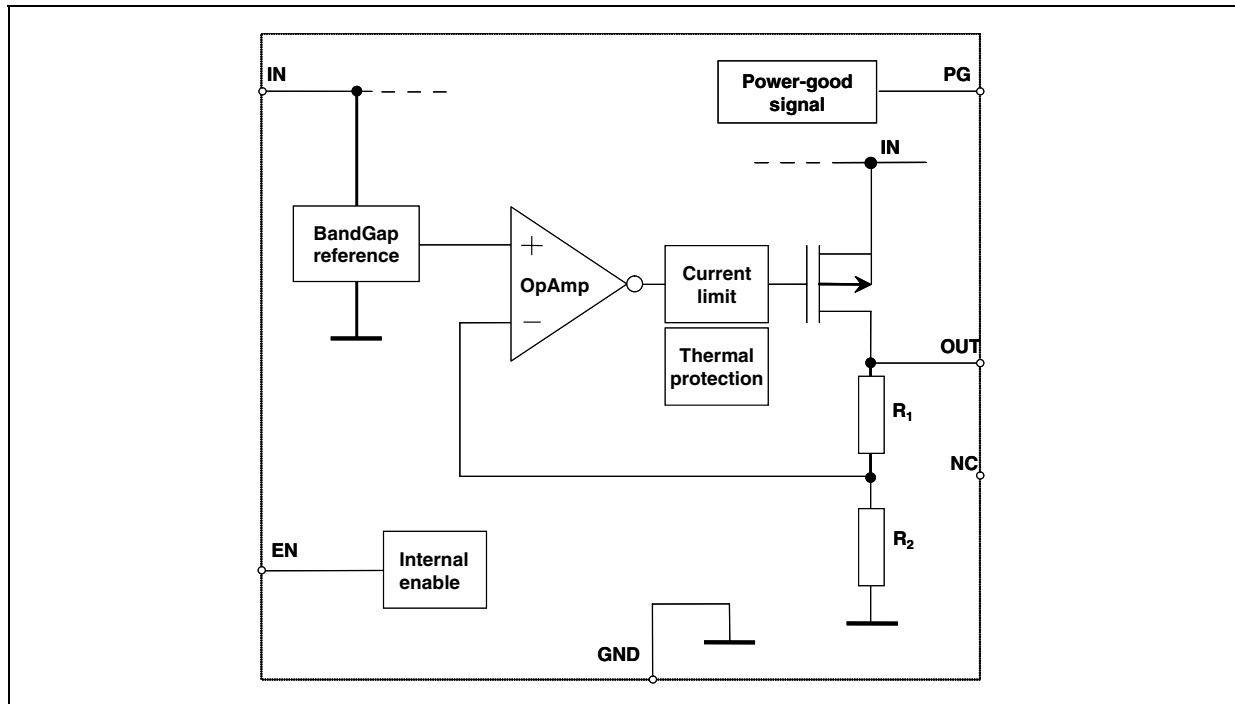 IN
PG
Power-good
signal
IN
BandGap
reference
+
OpAmp
−
Current
limit
Thermal
protection
OUT
R₁
NC
R₂
EN
Internal
enable
GND